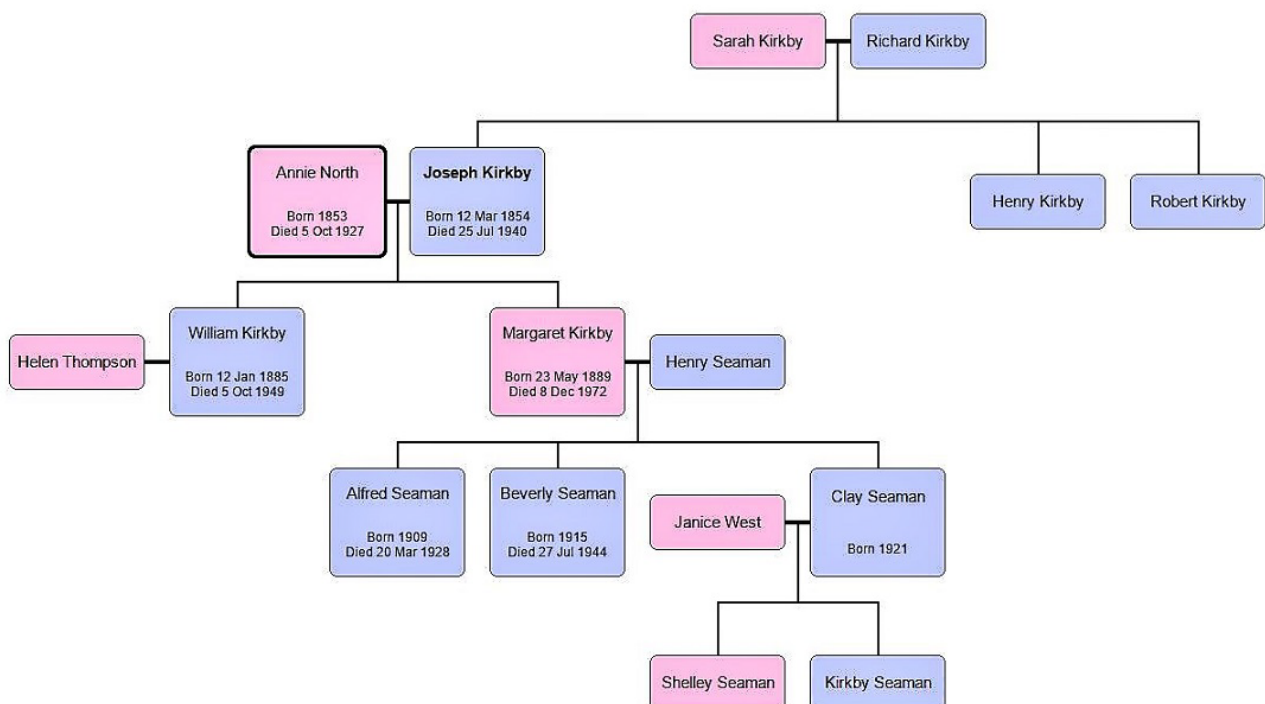 Sarah Kirkby
Richard Kirkby
Annie North
Born 1853
Died 5 Oct 1927
Joseph Kirkby
Born 12 Mar 1854
Died 25 Jul 1940
Henry Kirkby
Robert Kirkby
Helen Thompson
William Kirkby
Born 12 Jan 1885
Died 5 Oct 1949
Margaret Kirkby
Born 23 May 1889
Died 8 Dec 1972
Henry Seaman
Alfred Seaman
Born 1909
Died 20 Mar 1928
Beverly Seaman
Born 1915
Died 27 Jul 1944
Janice West
Clay Seaman
Born 1921
Shelley Seaman
Kirkby Seaman